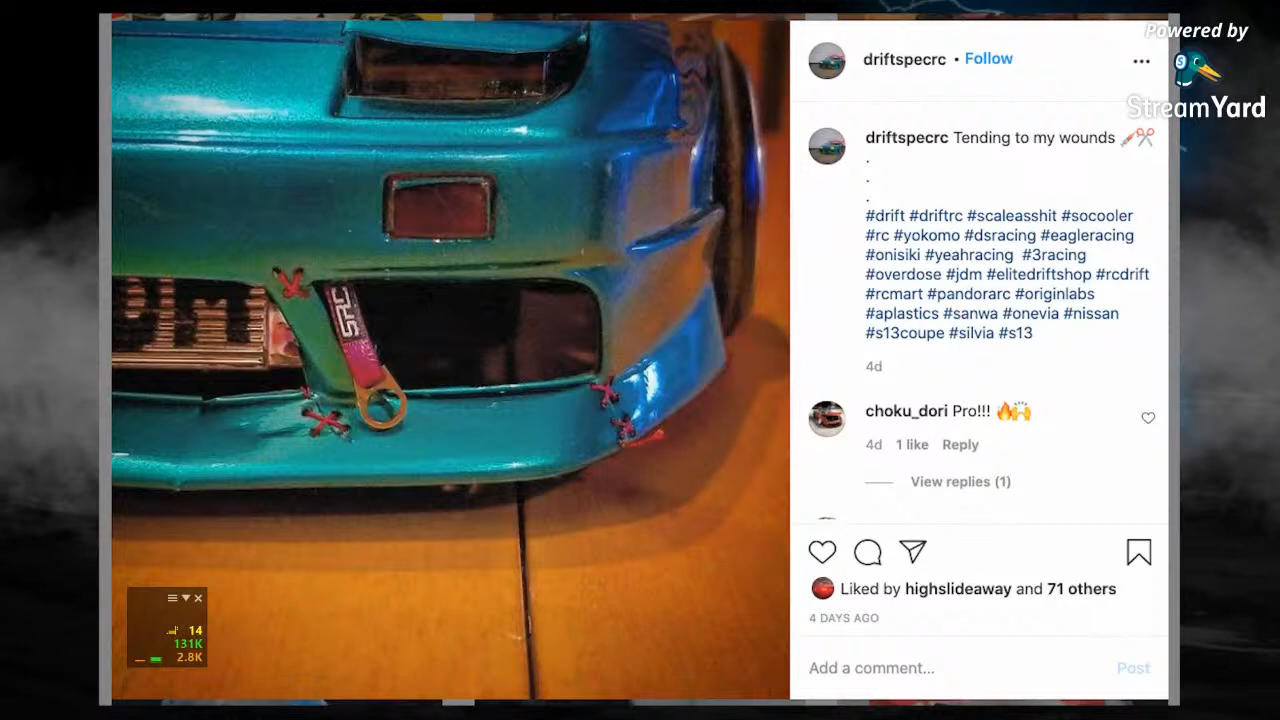 Powered by
StreamYard
driftspecrc • Follow
driftspecrc Tending to my wounds
.
.
.
#drift #driftrc #scaleasshit #socooler
#rc #yokomo #dsracing #eagleracing
#onisiki #yeahracing #3racing
#overdose #jdm #elitedriftshop #rcdrift
#rcmart #pandorarc #originlabs
#aplastics #sanwa #onevia #nissan
#s13coupe #silvia #s13
4d
choku_dori Pro!!! 🔥🙌
4d 1 like Reply
View replies (1)
Liked by highslideaway and 71 others
4 DAYS AGO
Add a comment... Post
14
131K
2.8K